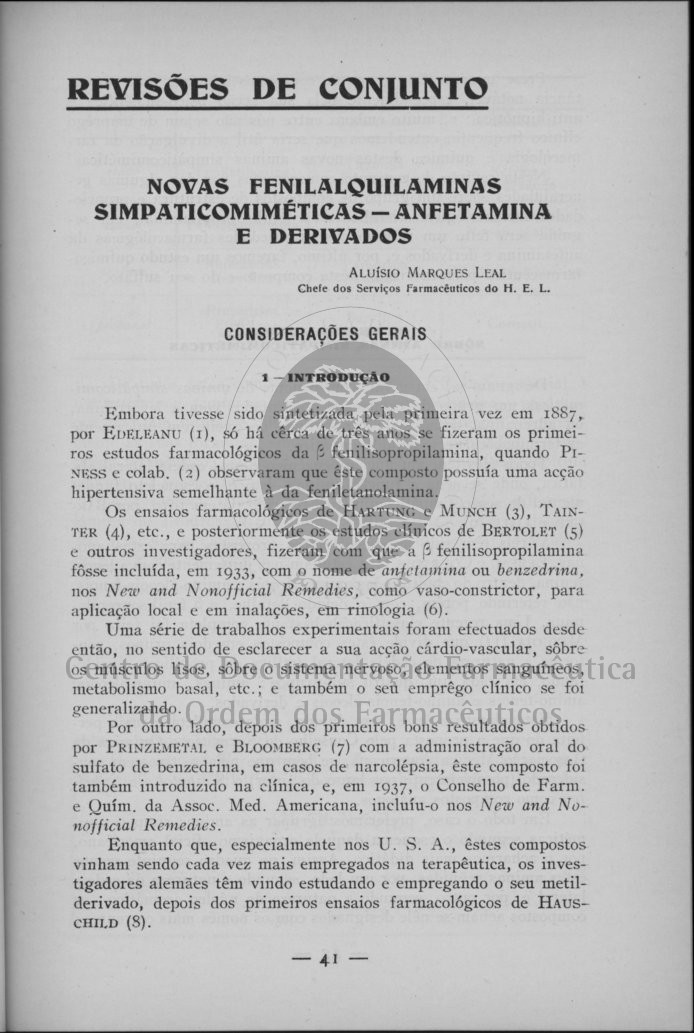 REVISÕES DE CONJUNTO
NOVAS FENILALQUILAMINAS
SIMPATICOMIMÉTICAS — ANFETAMINA
E DERIVADOS
ALUÍSIO MARQUES LEAL
Chefe dos Serviços Farmacêuticos do H. E. L.
CONSIDERAÇÕES GERAIS
1 — INTRODUÇÃO
Embora tivesse sido sintetizada pela primeira vez em 1887,
por EDELEANU (1), só há cêrca de três anos se fizeram os primei-
ros estudos farmacológicos da β fenilisopropilamina, quando PI-
NESS e colab. (2) observaram que êste composto possuía uma acção
hipertensiva semelhante à da feniletanolamina.
Os ensaios farmacológicos de HARTUNG e MUNCH (3), TAIN-
TER (4), etc., e posteriormente os estudos clínicos de BERTOLET (5)
e outros investigadores, fizeram com que a β fenilisopropilamina
fôsse incluída, em 1933, com o nome de anfetamina ou benzedrina,
nos New and Nonofficial Remedies, como vaso-constrictor, para
aplicação local e em inalações, em rinologia (6).
Uma série de trabalhos experimentais foram efectuados desde
então, no sentido de esclarecer a sua acção cárdio-vascular, sôbre
os músculos lisos, sôbre o sistema nervoso, elementos sanguíneos,
Centro de Documentação Farmacêutica
metabolismo basal, etc.; e também o seu emprêgo clínico se foi
generalizando.
da Ordem dos Farmacêuticos
Por outro lado, depois dos primeiros bons resultados obtidos
por PRINZEMETAL e BLOOMBERG (7) com a administração oral do
sulfato de benzedrina, em casos de narcolépsia, êste composto foi
também introduzido na clínica, e, em 1937, o Conselho de Farm.
e Quím. da Assoc. Med. Americana, incluíu-o nos New and No-
nofficial Remedies.
Enquanto que, especialmente nos U. S. A., êstes compostos
vinham sendo cada vez mais empregados na terapêutica, os inves-
tigadores alemães têm vindo estudando e empregando o seu metil-
derivado, depois dos primeiros ensaios farmacológicos de HAUS-
CHILD (8).
— 41 —